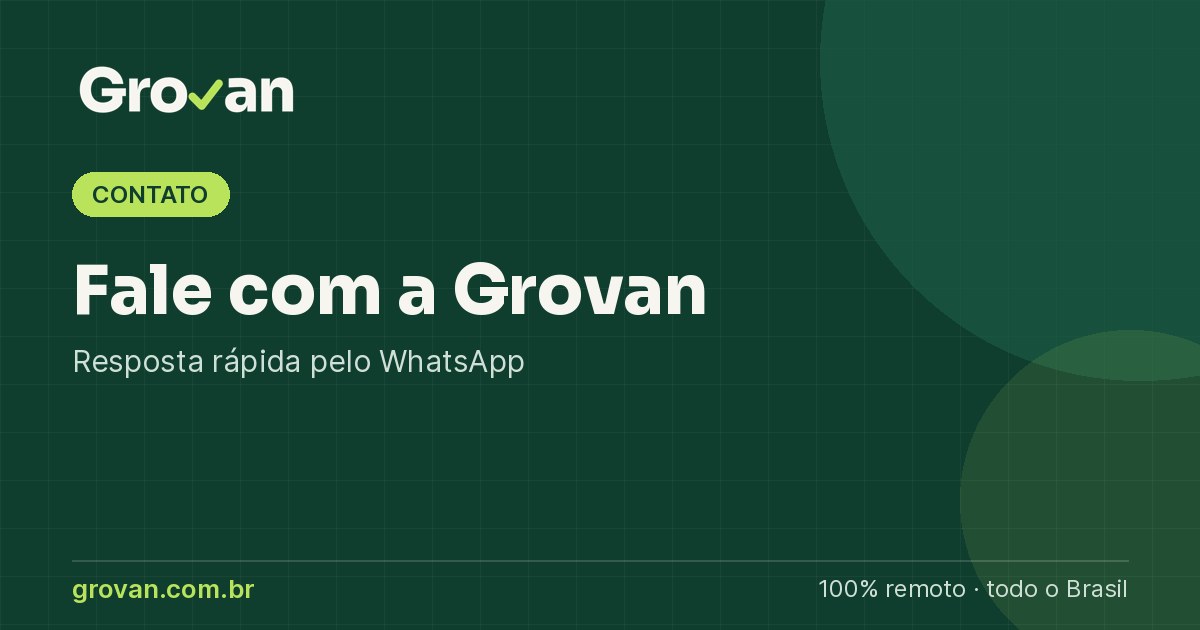 Grovan
CONTATO
Fale com a Grovan
Resposta rápida pelo WhatsApp
grovan.com.br
100% remoto · todo o Brasil